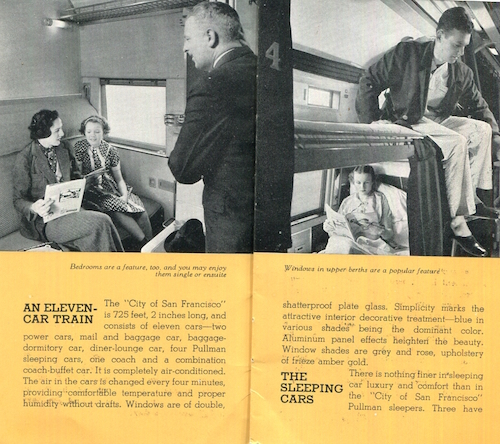 4
Bedrooms are a feature, too, and you may enjoy
them single or ensuite
Windows in upper berths are a popular feature
AN ELEVEN-
CAR TRAIN
The "City of San Francisco"
is 725 feet, 2 inches long, and
consists of eleven cars—two
power cars, mail and baggage car, baggage-
dormitory car, diner-lounge car, four Pullman
sleeping cars, one coach and a combination
coach-buffet car. It is completely air-conditioned.
The air in the cars is changed every four minutes,
providing comfortable temperature and proper
humidity without drafts. Windows are of double,
shatterproof plate glass. Simplicity marks the
attractive interior decorative treatment—blue in
various shades being the dominant color.
Aluminum panel effects heighten the beauty.
Window shades are grey and rose, upholstery
of frieze amber gold.
THE
SLEEPING
CARS
There is nothing finer in sleeping
car luxury and comfort than in
the "City of San Francisco"
Pullman sleepers. Three have